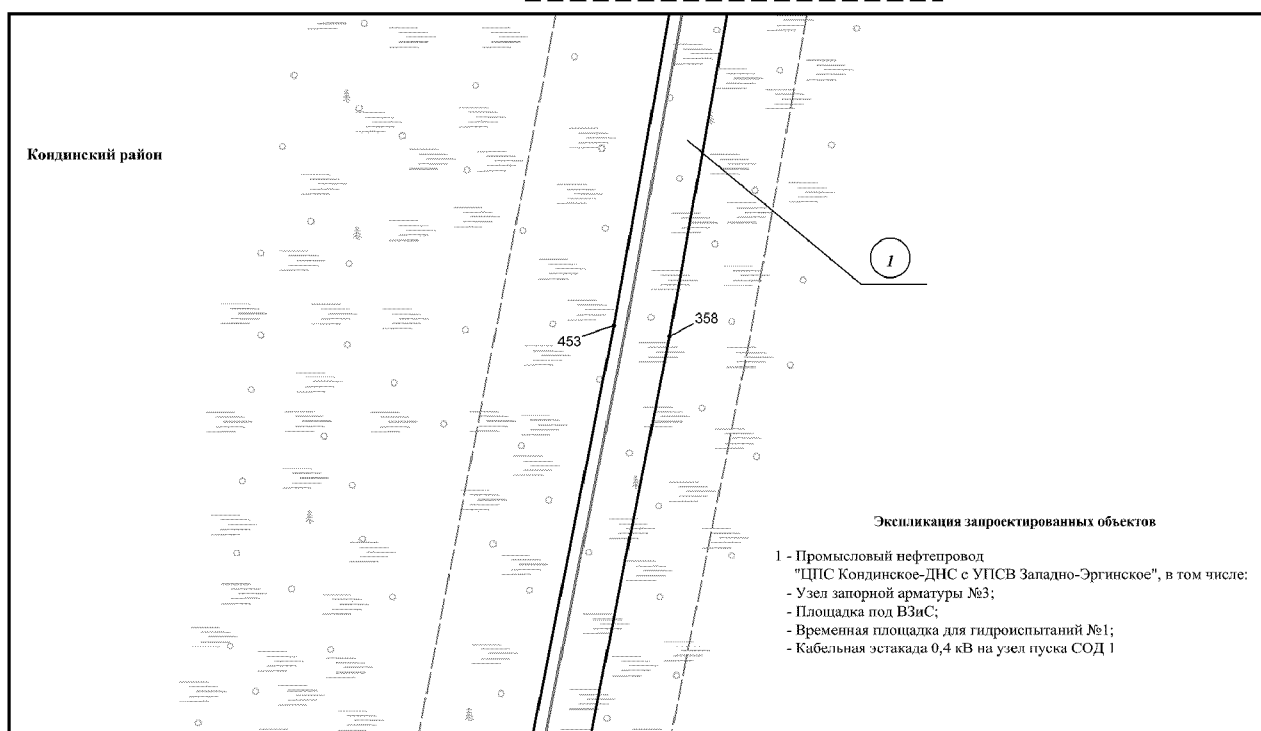 Кондинский район
1
358
453
Экспликация запроектированных объектов
1 - Промысловый нефтепровод
"ЦПС Кондинское-ДНС с УПСВ Западно-Эргинское", в том числе:
- Узел запорной арматуры №3;
- Площадка под ВЗиС;
- Временная площадка для гидроиспытаний №1;
- Кабельная эстакада 0,4 кВ на узел пуска СОД 1